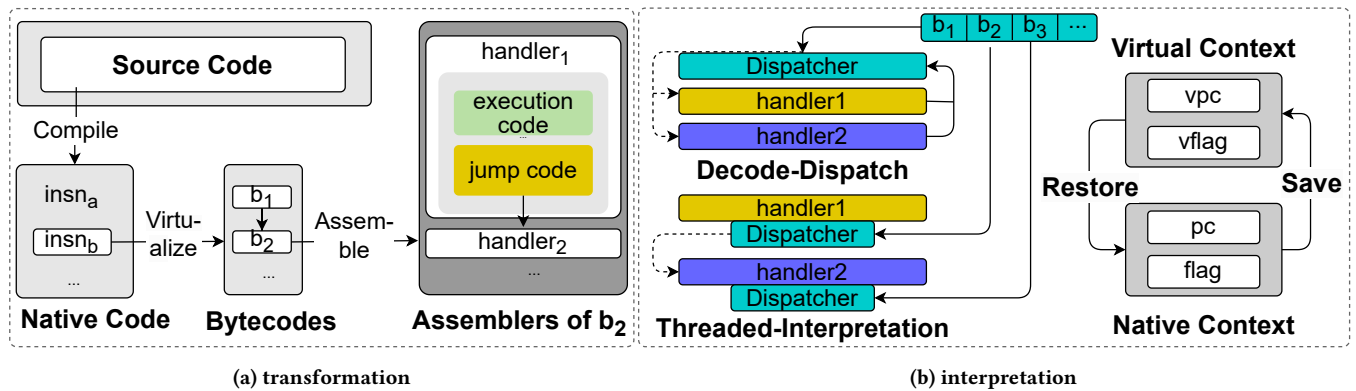 Source Code
Compile
insn_a
insn_b
...
Native Code
Virtu-
alize
b_1
b_2
...
Bytecodes
Assem-
ble
handler_1
execution
code
...
jump code
handler_2
...
Assemblers of b_2
(a) transformation
b_1 b_2 b_3 ...
Dispatcher
handler1
handler2
Decode-Dispatch
handler1
Dispatcher
handler2
Dispatcher
Threaded-Interpretation
Virtual Context
vpc
vflag
Restore
Save
pc
flag
Native Context
(b) interpretation